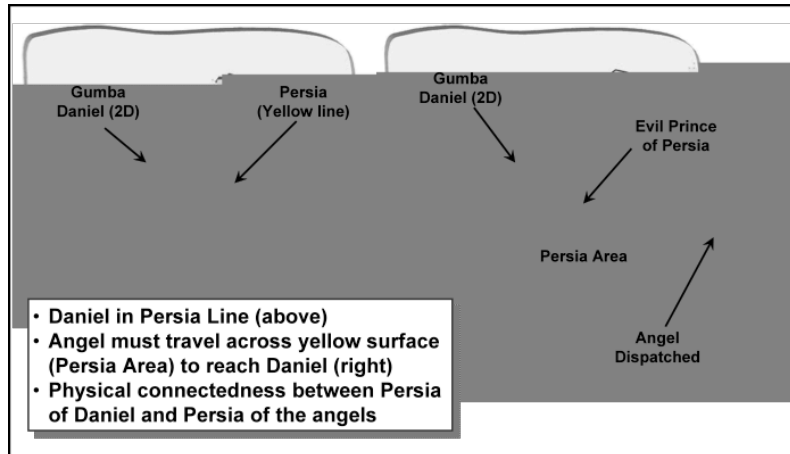 Gumba
Daniel (2D)
Persia
(Yellow line)
Gumba
Daniel (2D)
Evil Prince
of Persia
Persia Area
Angel
Dispatched
• Daniel in Persia Line (above)
• Angel must travel across yellow surface
(Persia Area) to reach Daniel (right)
• Physical connectedness between Persia
of Daniel and Persia of the angels